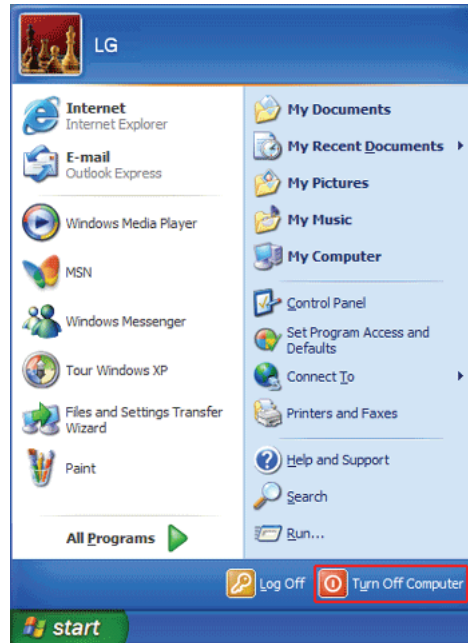 LG
Internet
Internet Explorer
E-mail
Outlook Express
Windows Media Player
MSN
Windows Messenger
Tour Windows XP
Files and Settings Transfer
Wizard
Paint
All Programs
My Documents
My Recent Documents
My Pictures
My Music
My Computer
Control Panel
Set Program Access and
Defaults
Connect To
Printers and Faxes
Help and Support
Search
Run...
Log Off
Turn Off Computer
start